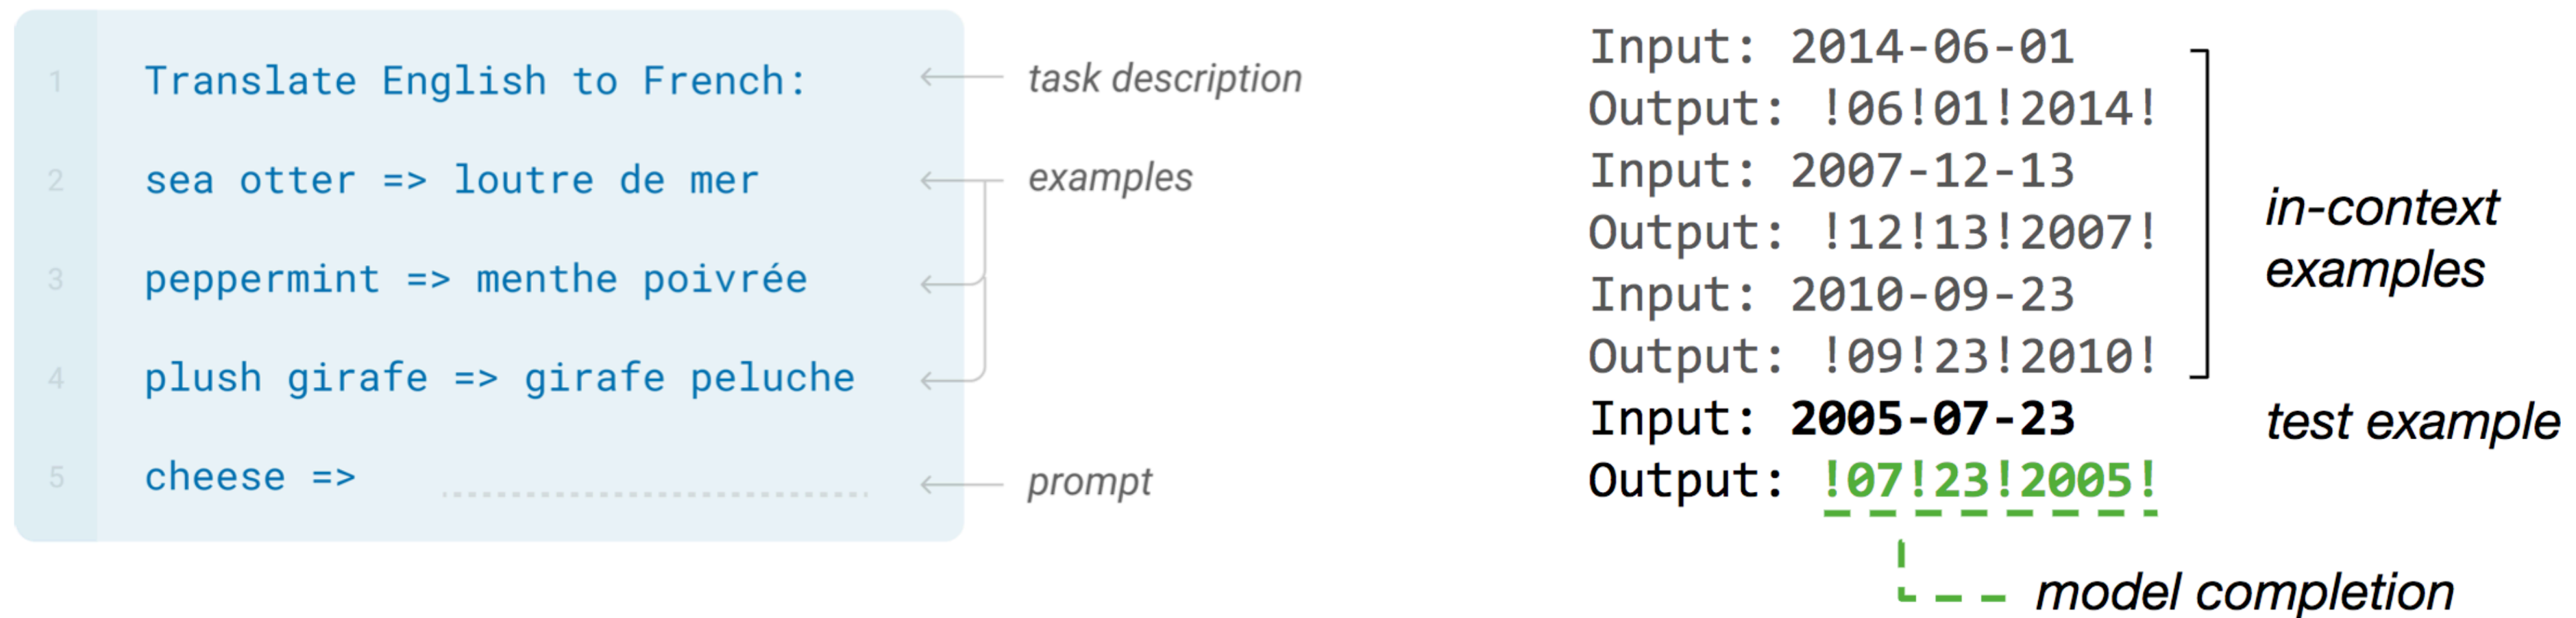 1 Translate English to French: task description
2 sea otter => loutre de mer examples
3 peppermint => menthe poivrée
4 plush girafe => girafe peluche
5 cheese => prompt
Input: 2014-06-01
Output: !06!01!2014!
Input: 2007-12-13
Output: !12!13!2007!
Input: 2010-09-23
Output: !09!23!2010!
in-context
examples
Input: 2005-07-23 test example
Output: !07!23!2005!
model completion